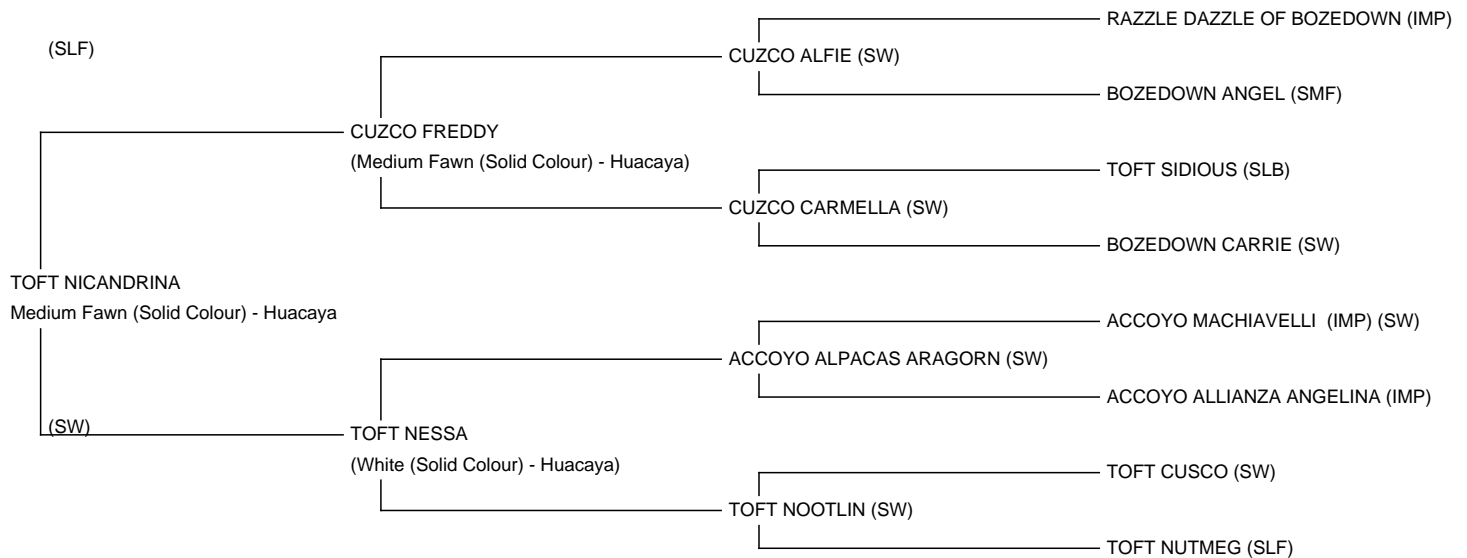 RAZZLE DAZZLE OF BOZEDOWN (IMP)
(SLF)
CUZCO ALFIE (SW)
BOZEDOWN ANGEL (SMF)
CUZCO FREDDY
(Medium Fawn (Solid Colour) - Huacaya)
TOFT SIDIOUS (SLB)
CUZCO CARMELLA (SW)
BOZEDOWN CARRIE (SW)
TOFT NICANDRINA
Medium Fawn (Solid Colour) - Huacaya
ACCOYO MACHIAVELLI (IMP) (SW)
ACCOYO ALPACAS ARAGORN (SW)
ACCOYO ALLIANZA ANGELINA (IMP)
(SW)
TOFT NESSA
(White (Solid Colour) - Huacaya)
TOFT CUSCO (SW)
TOFT NOOTLIN (SW)
TOFT NUTMEG (SLF)